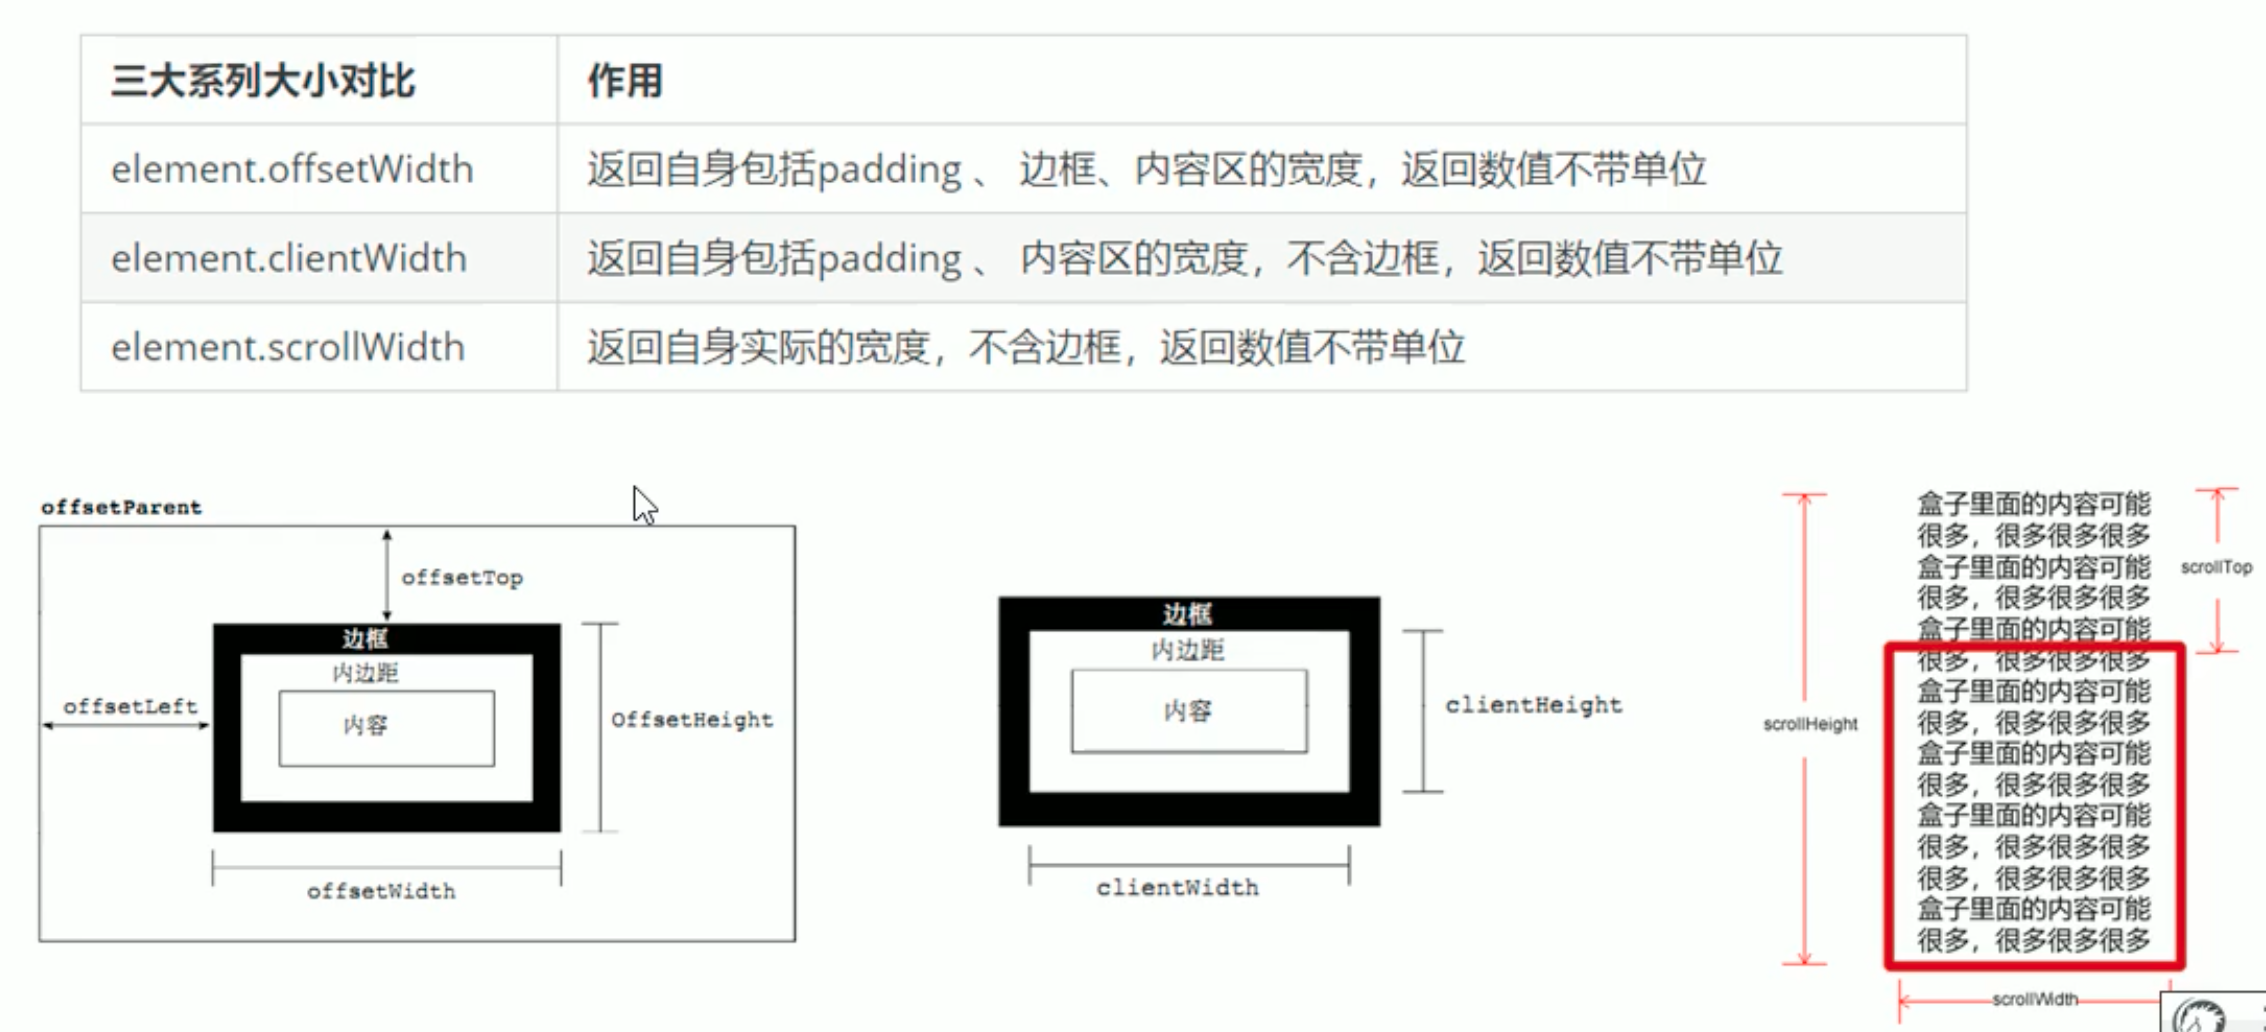 三大系列大小对比
作用
element.offsetWidth
返回自身包括padding 、 边框、内容区的宽度，返回数值不带单位
element.clientWidth
返回自身包括padding 、 内容区的宽度，不含边框，返回数值不带单位
element.scrollWidth
返回自身实际的宽度，不含边框，返回数值不带单位
offsetParent
offsetTop
边框
内边距
内容
offsetLeft
OffsetHeight
offsetWidth
边框
内边距
内容
clientHeight
clientWidth
盒子里面的内容可能
很多，很多很多很多
盒子里面的内容可能
很多，很多很多很多
盒子里面的内容可能
很多，很多很多很多
盒子里面的内容可能
很多，很多很多很多
盒子里面的内容可能
很多，很多很多很多
盒子里面的内容可能
很多，很多很多很多
很多，很多很多很多
盒子里面的内容可能
很多，很多很多很多
scrollTop
scrollHeight
scrollWidth